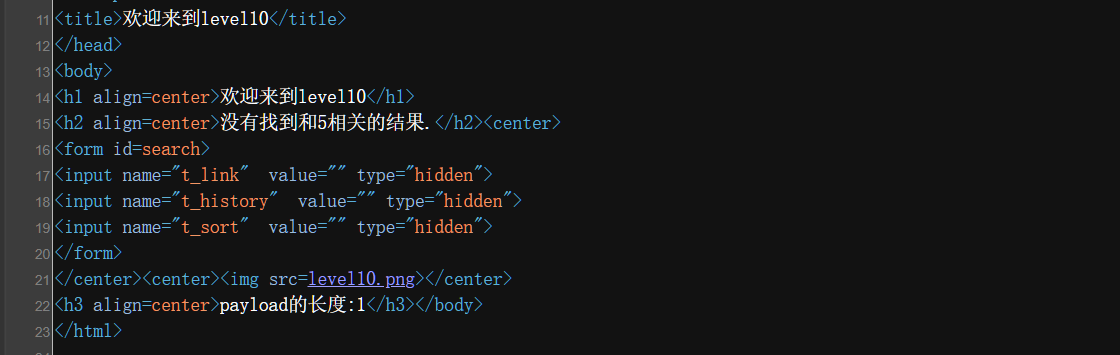 11 <title>欢迎来到level10</title>
12 </head>
13 <body>
14 <h1 align=center>欢迎来到level10</h1>
15 <h2 align=center>没有找到和5相关的结果.</h2><center>
16 <form id=search>
17 <input name="t_link"  value="" type="hidden">
18 <input name="t_history"  value="" type="hidden">
19 <input name="t_sort"  value="" type="hidden">
20 </form>
21 </center><center><img src=level10.png></center>
22 <h3 align=center>payload的长度:1</h3></body>
23 </html>